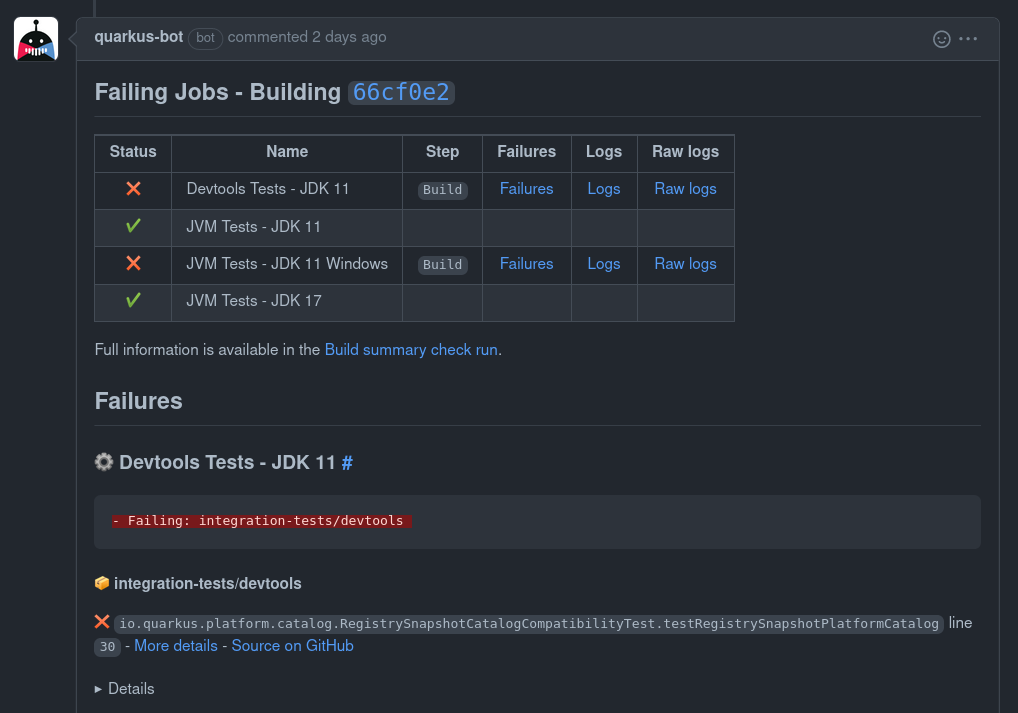 quarkus-bot bot commented 2 days ago
Failing Jobs - Building 66cf0e2
Status Name Step Failures Logs Raw logs
Devtools Tests - JDK 11 Build Failures Logs Raw logs
JVM Tests - JDK 11
JVM Tests - JDK 11 Windows Build Failures Logs Raw logs
JVM Tests - JDK 17
Full information is available in the Build summary check run.
Failures
Devtools Tests - JDK 11 #
- Failing: integration-tests/devtools
integration-tests/devtools
io.quarkus.platform.catalog.RegistrySnapshotCatalogCompatibilityTest.testRegistrySnapshotPlatformCatalog line
30 - More details - Source on GitHub
Details